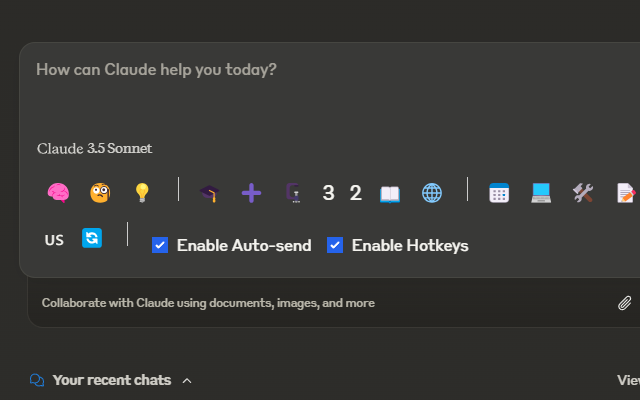 How can Claude help you today?
Claude 3.5 Sonnet
3 2
US Enable Auto-send Enable Hotkeys
Collaborate with Claude using documents, images, and more
Your recent chats View